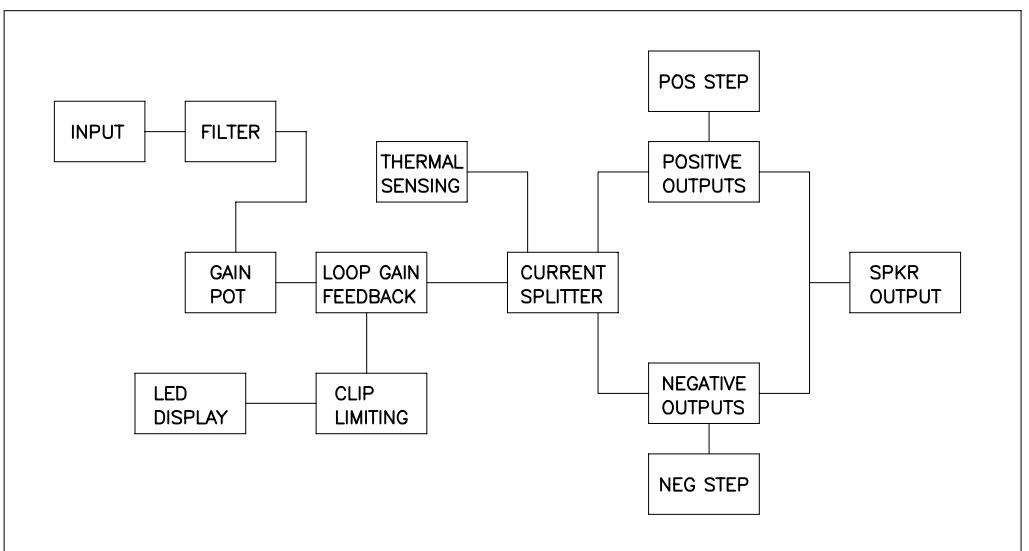 POS STEP
INPUT
FILTER
THERMAL
SENSING
POSITIVE
OUTPUTS
GAIN
POT
LOOP GAIN
FEEDBACK
CURRENT
SPLITTER
SPKR
OUTPUT
LED
DISPLAY
CLIP
LIMITING
NEGATIVE
OUTPUTS
NEG STEP